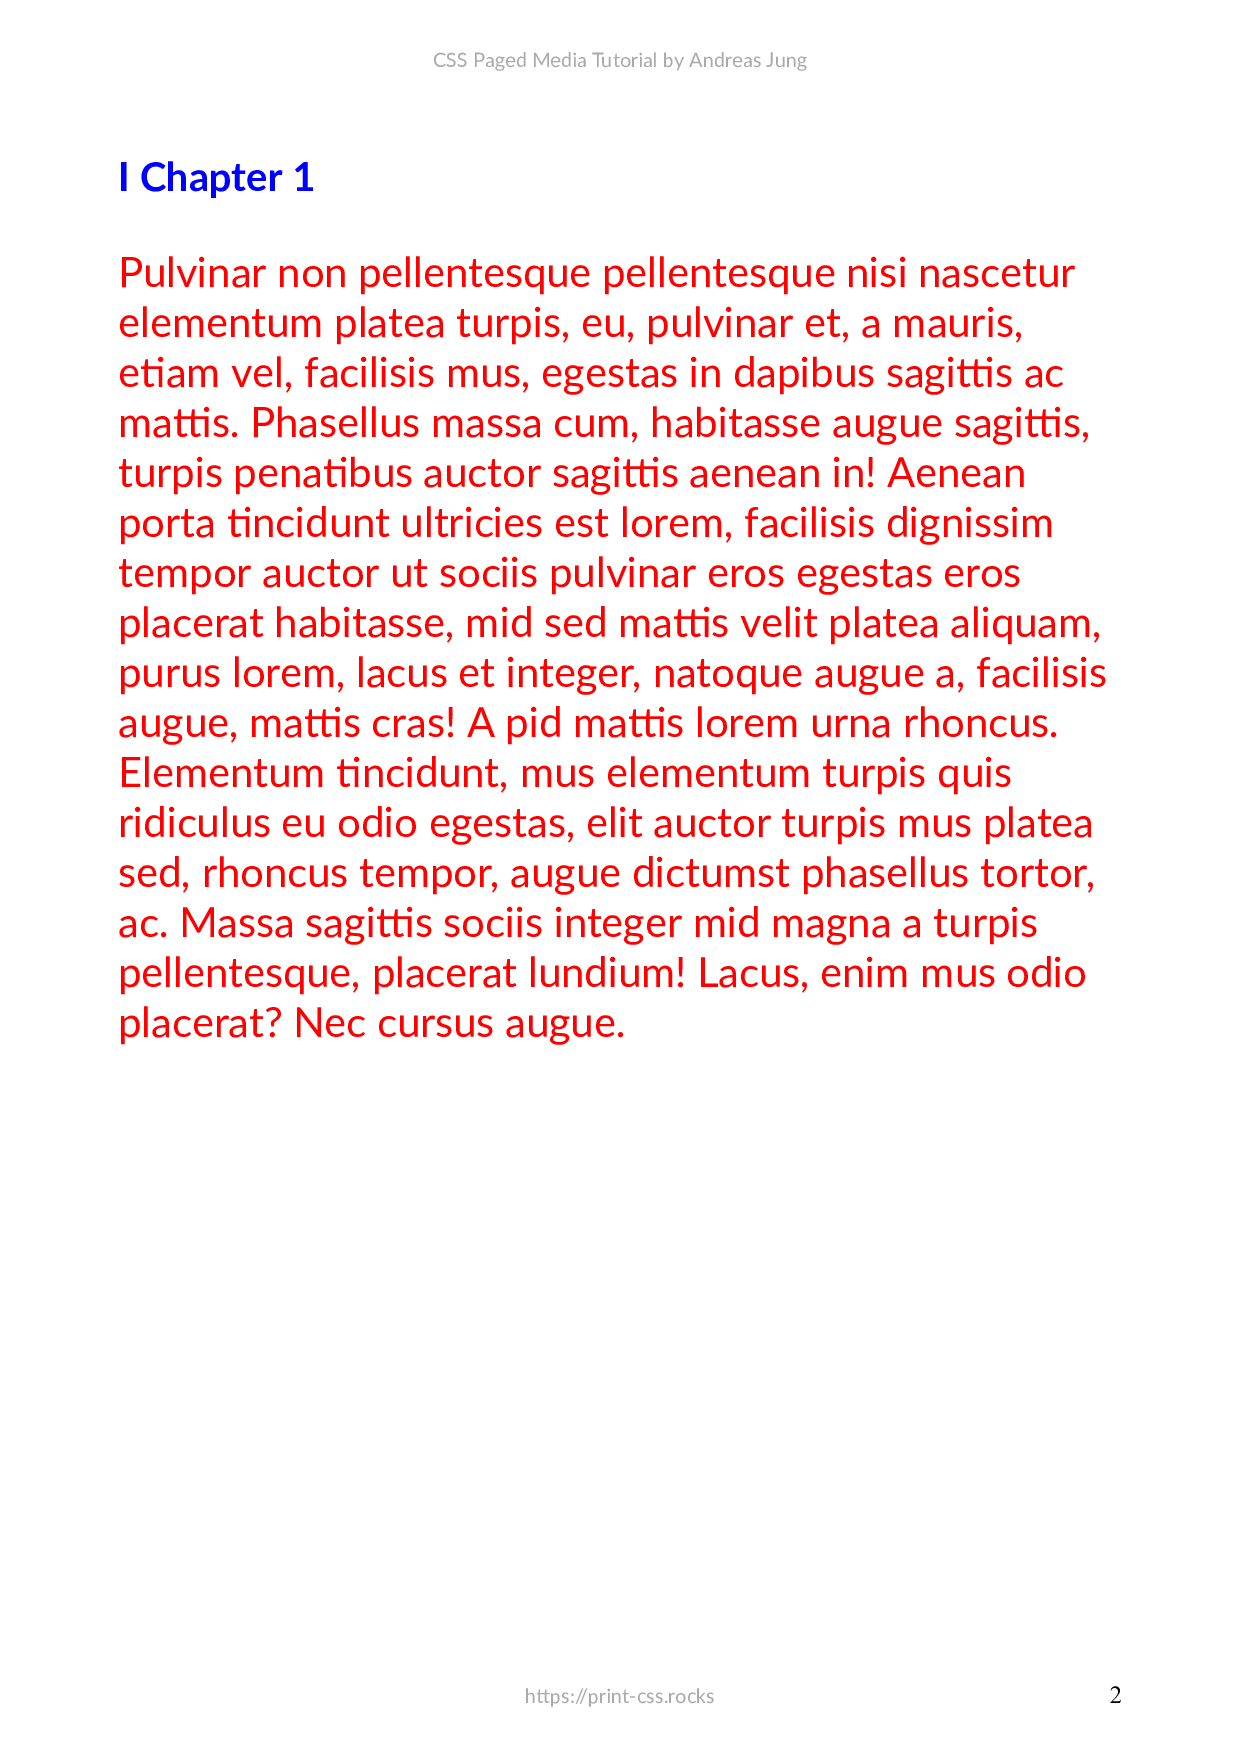 CSS Paged Media Tutorial by Andreas Jung
I Chapter 1
Pulvinar non pellentesque pellentesque nisi nascetur
elementum platea turpis, eu, pulvinar et, a mauris,
etiam vel, facilisis mus, egestas in dapibus sagittis ac
mattis. Phasellus massa cum, habitasse augue sagittis,
turpis penatibus auctor sagittis aenean in! Aenean
porta tincidunt ultricies est lorem, facilisis dignissim
tempor auctor ut sociis pulvinar eros egestas eros
placerat habitasse, mid sed mattis velit platea aliquam,
purus lorem, lacus et integer, natoque augue a, facilisis
augue, mattis cras! A pid mattis lorem urna rhoncus.
Elementum tincidunt, mus elementum turpis quis
ridiculus eu odio egestas, elit auctor turpis mus platea
sed, rhoncus tempor, augue dictumst phasellus tortor,
ac. Massa sagittis sociis integer mid magna a turpis
pellentesque, placerat lundium! Lacus, enim mus odio
placerat? Nec cursus augue.
https://print-css.rocks
2